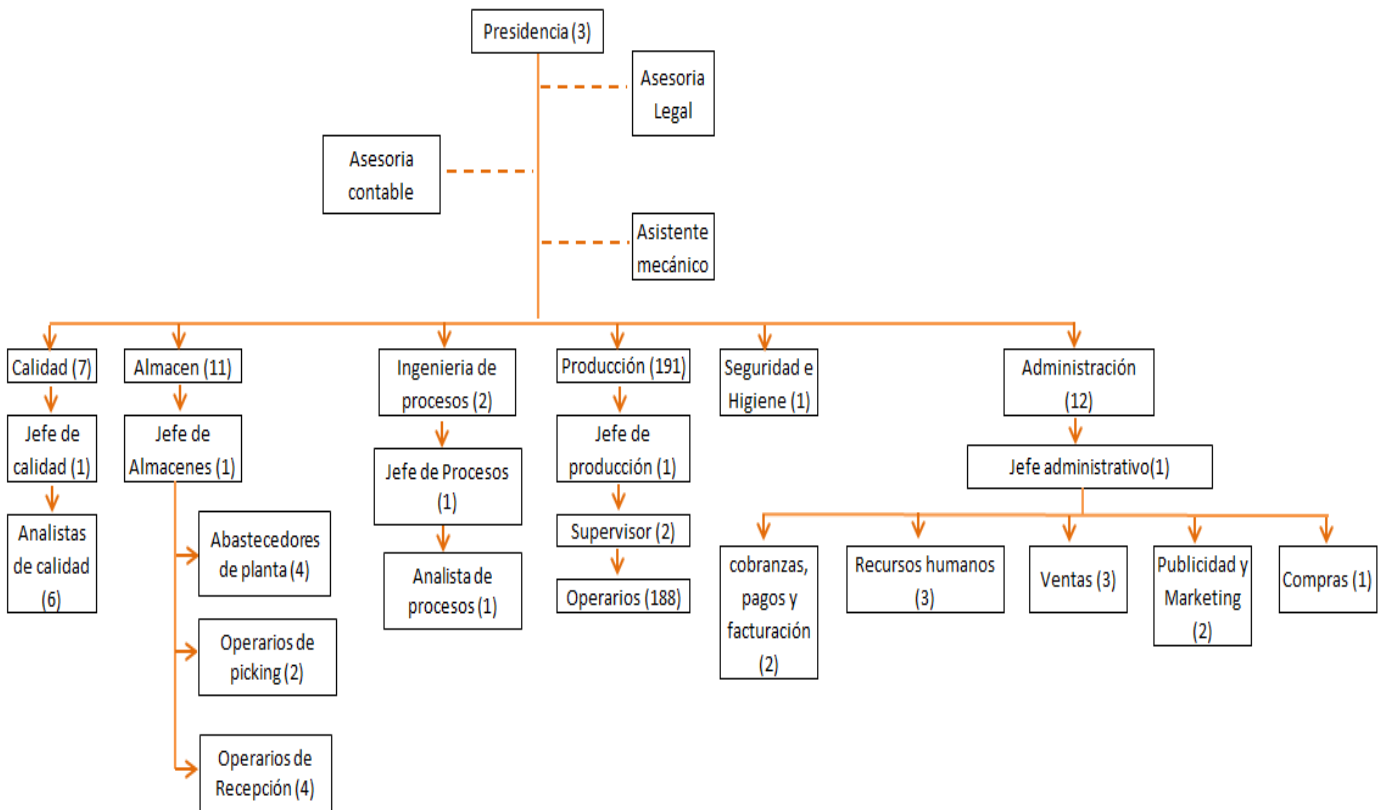 Presidencia (3)
Asesoria
Legal
Asesoria
contable
Asistente
mecánico
Calidad (7)
Almacen (11)
Ingenieria de
procesos (2)
Producción (191)
Seguridad e
Higiene (1)
Administración
(12)
Jefe de
calidad (1)
Jefe de
Almacenes (1)
Jefe de Procesos
(1)
Jefe de
producción (1)
Jefe administrativo(1)
Analistas
de calidad
(6)
Abastecedores
de planta (4)
Operarios de
picking (2)
Operarios de
Recepción (4)
Analista de
procesos (1)
Supervisor (2)
Operarios (188)
cobranzas,
pagos y
facturación
(2)
Recursos humanos
(3)
Ventas (3)
Publicidad y
Marketing
(2)
Compras (1)